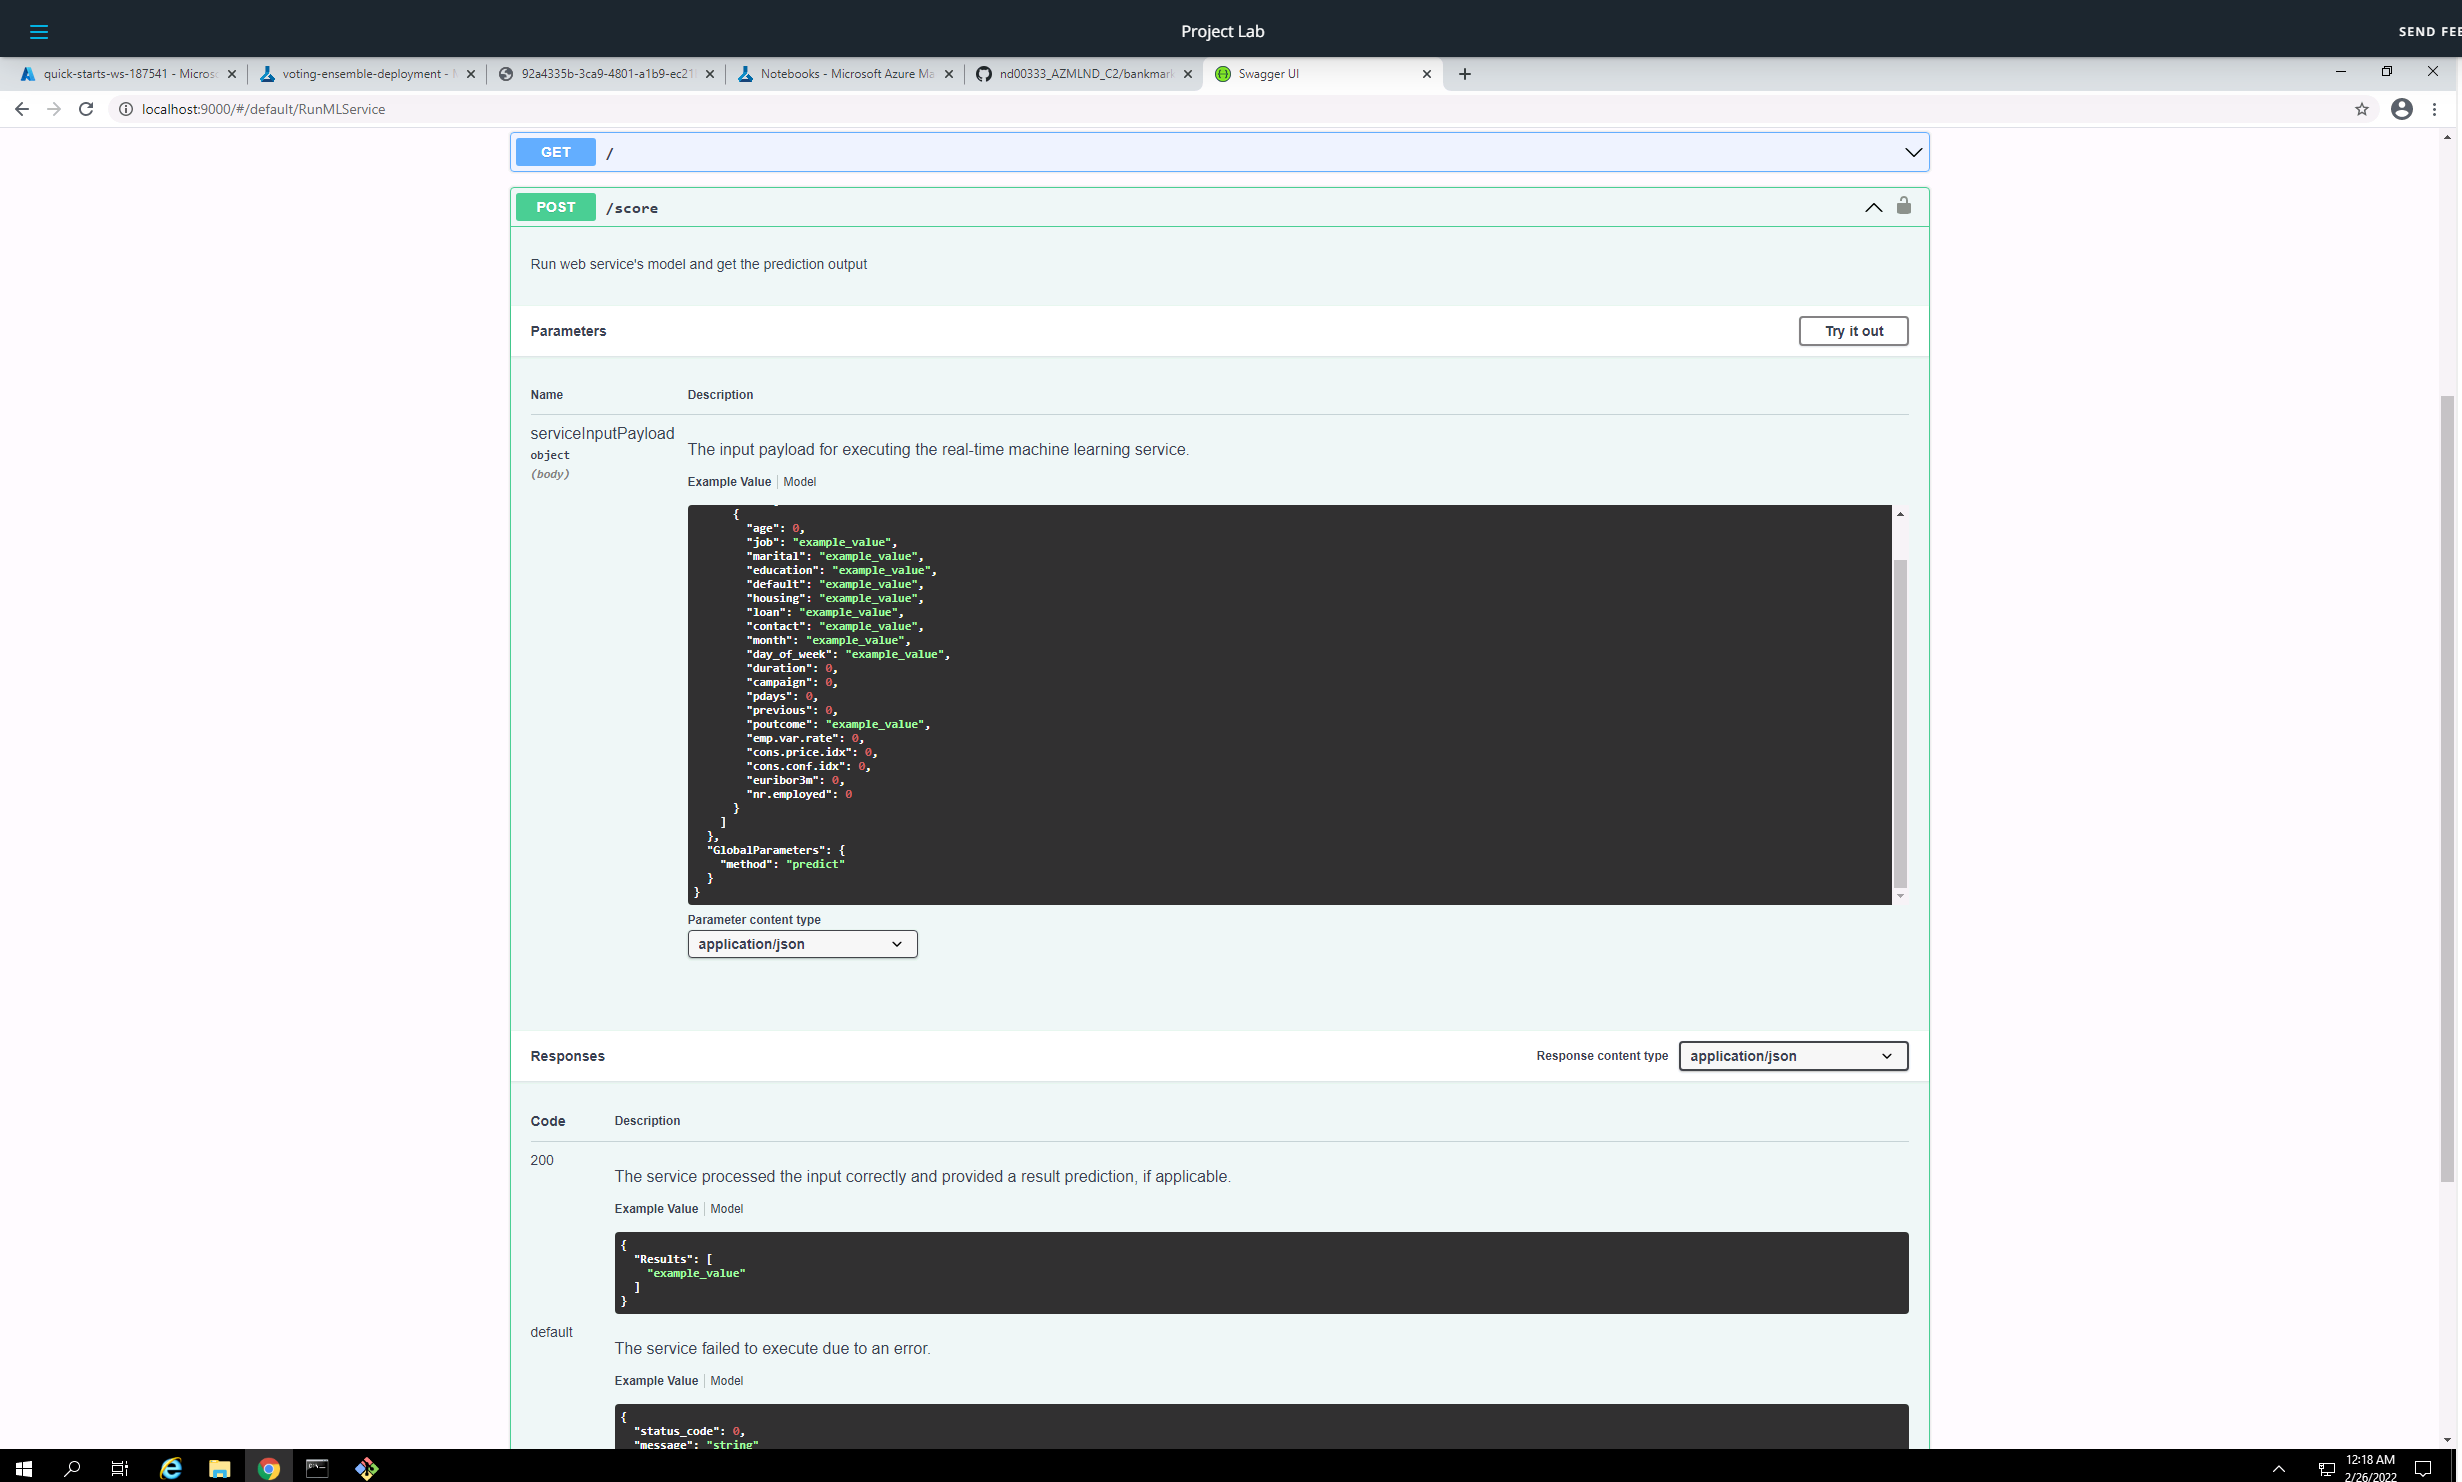 Project Lab
SEND FEE
quick-starts-ws-187541 - Micros
voting-ensemble-deployment - M
92a4335b-3ca9-4801-a1b9-ec21
Notebooks - Microsoft Azure Ma
nd00333_AZMLND_C2/bankmark
Swagger UI
localhost:9000/#/default/RunMLService
GET /
POST /score
Run web service's model and get the prediction output
Parameters
Try it out
Name Description
serviceInputPayload
object
(body)
The input payload for executing the real-time machine learning service.
Example Value Model
{
"age": 0,
"job": "example_value",
"marital": "example_value",
"education": "example_value",
"default": "example_value",
"housing": "example_value",
"loan": "example_value",
"contact": "example_value",
"month": "example_value",
"day_of_week": "example_value",
"duration": 0,
"campaign": 0,
"pdays": 0,
"previous": 0,
"poutcome": "example_value",
"emp.var.rate": 0,
"cons.price.idx": 0,
"cons.conf.idx": 0,
"euribor3m": 0,
"nr.employed": 0
}
]
},
"GlobalParameters": {
"method": "predict"
}
}
Parameter content type
application/json
Responses
Response content type application/json
Code Description
200
The service processed the input correctly and provided a result prediction, if applicable.
Example Value Model
{
"Results": [
"example_value"
]
}
default
The service failed to execute due to an error.
Example Value Model
{
"status_code": 0,
"message": "string"
12:18 AM
2/26/2022